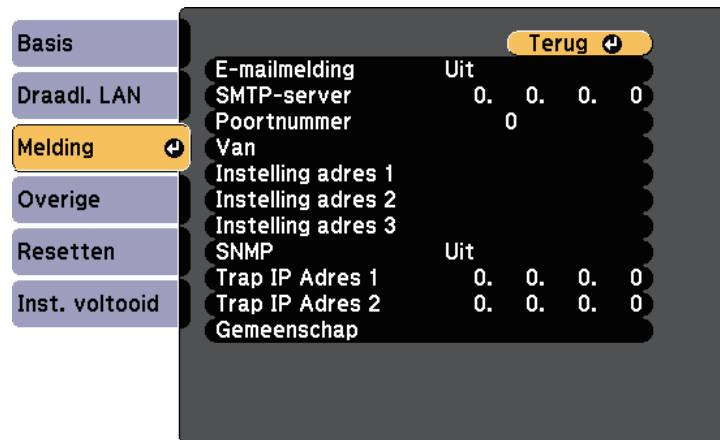 Basis
Draadl. LAN
Melding
Overige
Resetten
Inst. voltooid
Terug
E-mailmelding Uit
SMTP-server 0. 0. 0. 0
Poortnummer 0
Van
Instelling adres 1
Instelling adres 2
Instelling adres 3
SNMP Uit
Trap IP Adres 1 0. 0. 0. 0
Trap IP Adres 2 0. 0. 0. 0
Gemeenschap